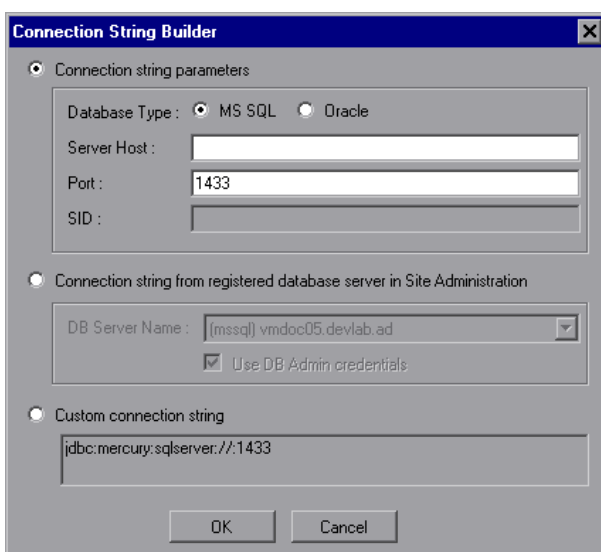 Connection String Builder
Connection string parameters
Database Type : MS SQL Oracle
Server Host :
Port : 1433
SID :
Connection string from registered database server in Site Administration
DB Server Name : (mssql) vmdoc05.devlab.ad
Use DB Admin credentials
Custom connection string
jdbc:mercury:sqlserver://:1433
OK Cancel